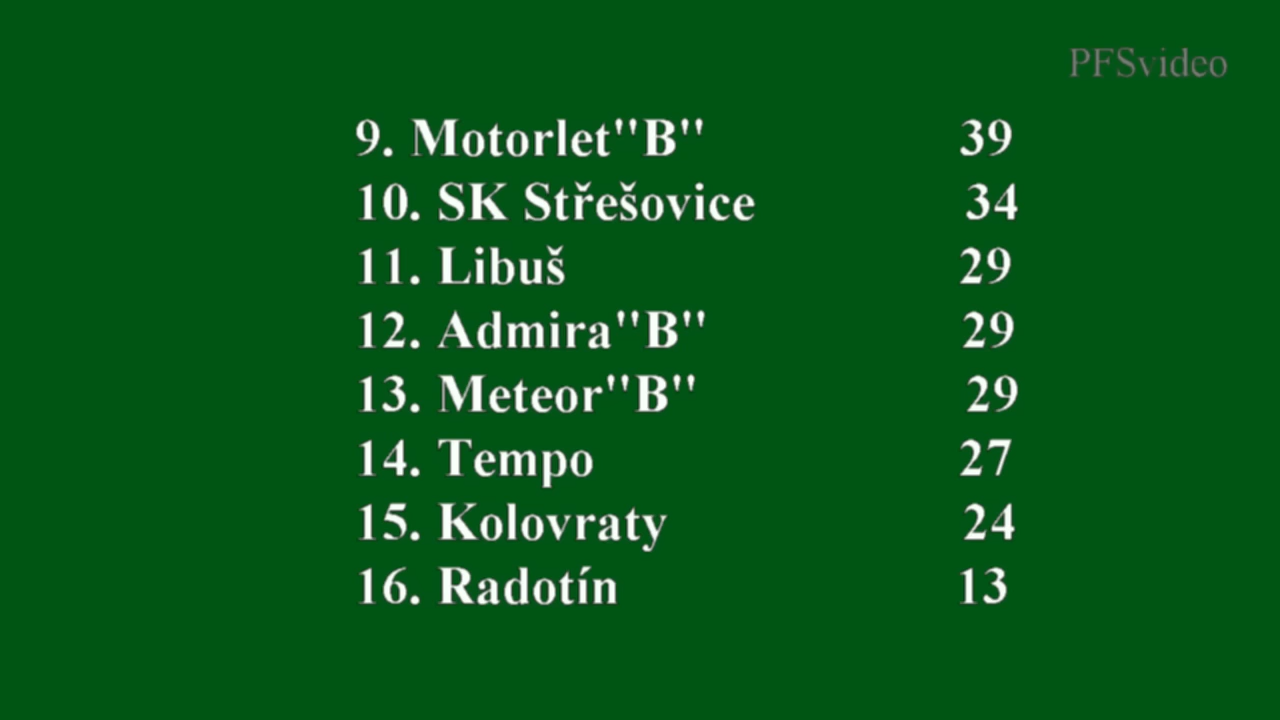 PFSvideo
9. Motorlet"B" 39
10. SK Střešovice 34
11. Libuš 29
12. Admira"B" 29
13. Meteor"B" 29
14. Tempo 27
15. Kolovraty 24
16. Radotín 13